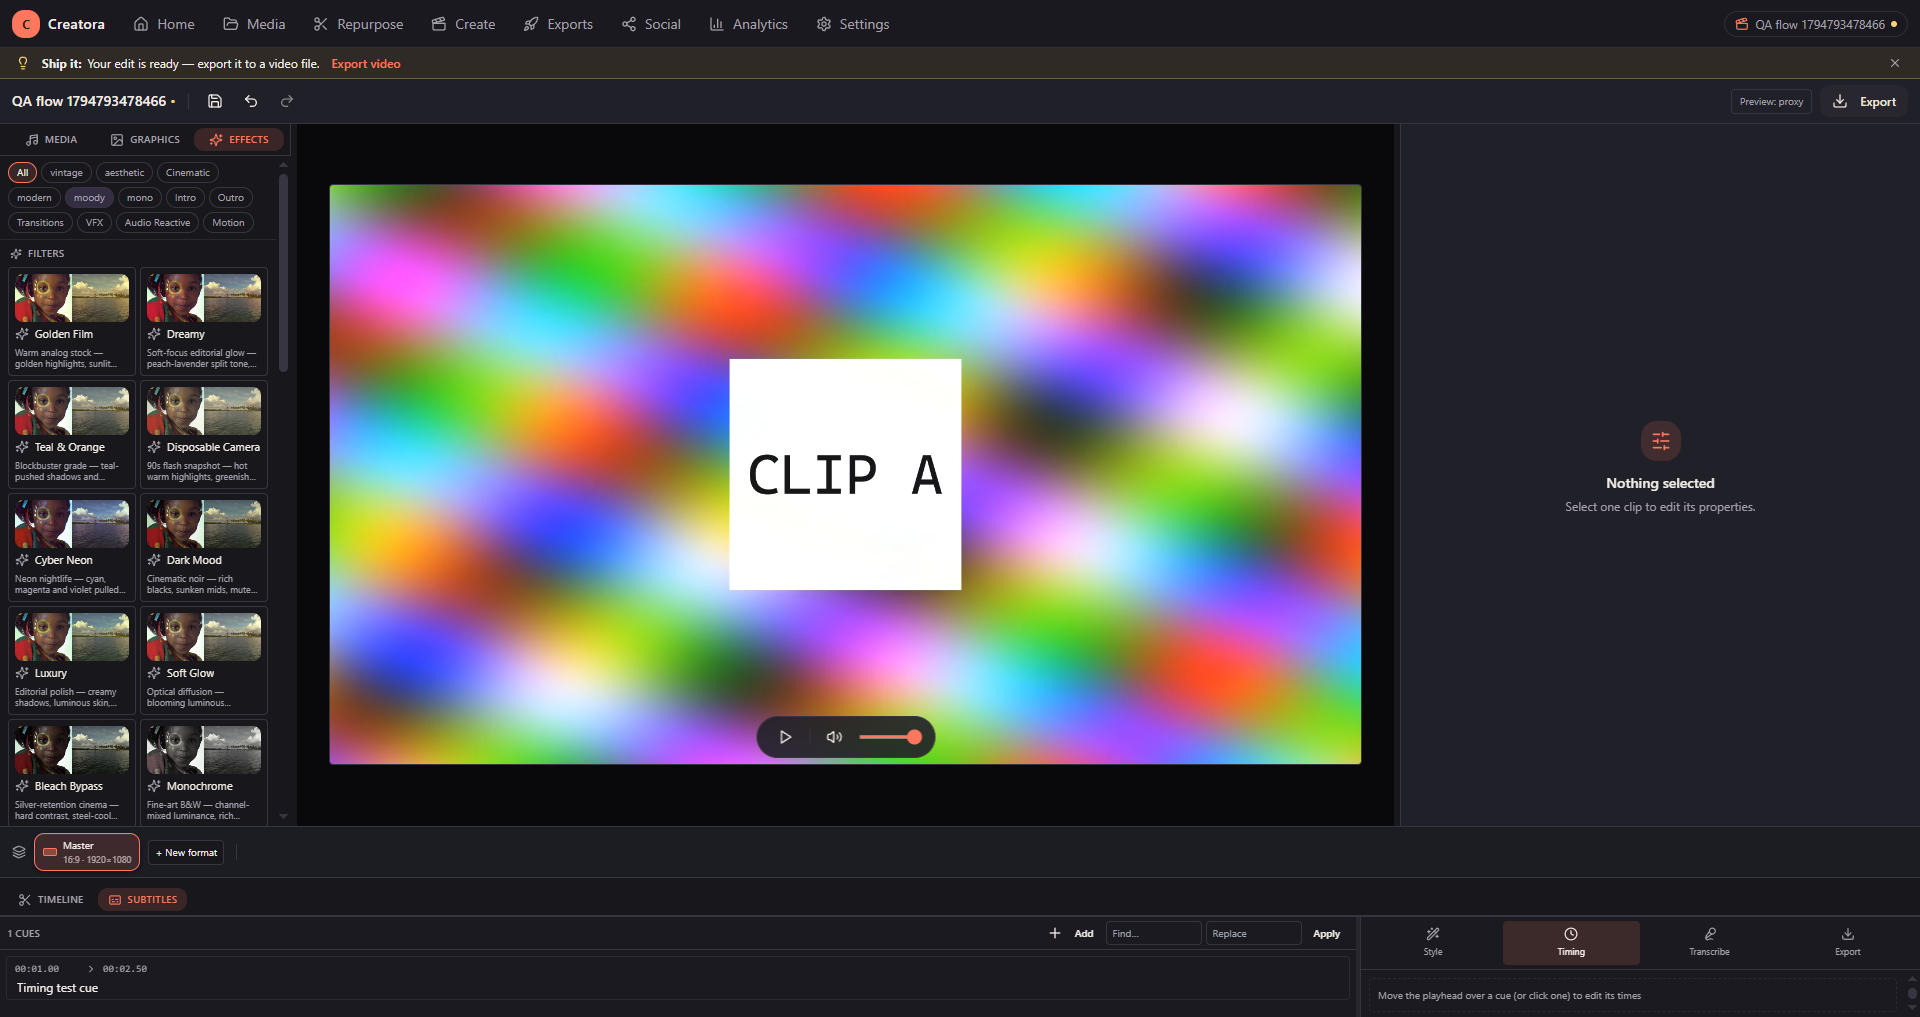 C Creatora Home Media Repurpose Create Exports Social Analytics Settings QA flow 1794793478466
Ship it: Your edit is ready — export it to a video file. Export video
QA flow 1794793478466 Preview: proxy Export
MEDIA GRAPHICS EFFECTS
All vintage aesthetic Cinematic
modern moody mono Intro Outro
Transitions VFX Audio Reactive Motion
FILTERS
Golden Film
Warm analog stock —
golden highlights, sunlit...
Dreamy
Soft-focus editorial glow —
peach-lavender split tone,...
Teal & Orange
Blockbuster grade — teal-
pushed shadows and...
Disposable Camera
90s flash snapshot — hot
warm highlights, greenish...
Cyber Neon
Neon nightlife — cyan,
magenta and violet pulled...
Dark Mood
Cinematic noir — rich
blacks, sunken mids, mute...
Luxury
Editorial polish — creamy
shadows, luminous skin,...
Soft Glow
Optical diffusion —
blooming luminous...
Bleach Bypass
Silver-retention cinema —
hard contrast, steel-cool...
Monochrome
Fine-art B&W — channel-
mixed luminance, rich...
CLIP A
Nothing selected
Select one clip to edit its properties.
Master
16:9 · 1920×1080
+ New format
TIMELINE SUBTITLES
1 CUES Add Find... Replace Apply
00:01.00 > 00:02.50
Timing test cue
Style Timing Transcribe Export
Move the playhead over a cue (or click one) to edit its times